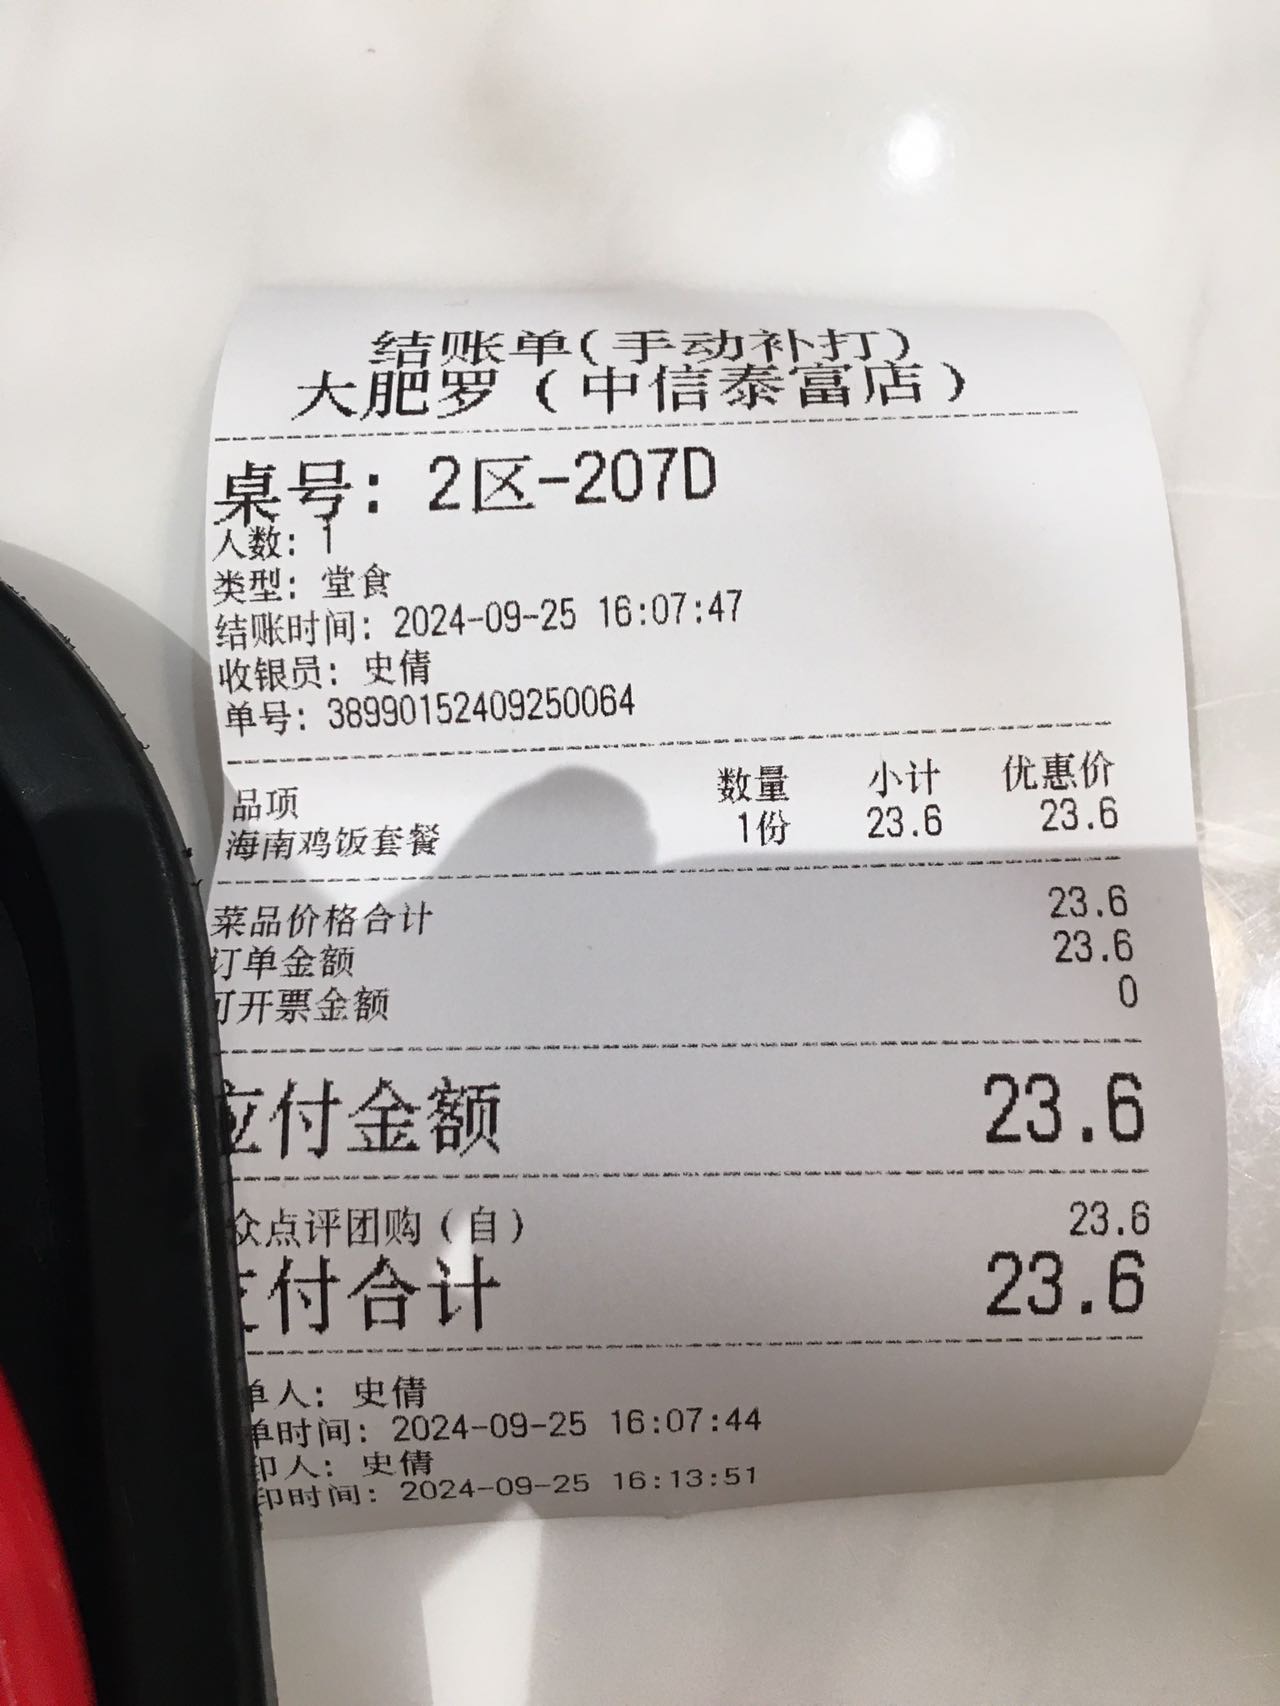 结账单(手动补打)
大肥罗（中信泰富店）
桌号: 2区-207D
人数: 1
类型: 堂食
结账时间: 2024-09-25 16:07:47
收银员: 史倩
单号: 38990152409250064
品项 数量 小计 优惠价
海南鸡饭套餐 1份 23.6 23.6
菜品价格合计 23.6
订单金额 23.6
可开票金额 0
应付金额 23.6
众点评团购（自） 23.6
付合计 23.6
单人: 史倩
单时间: 2024-09-25 16:07:44
印人: 史倩
印时间: 2024-09-25 16:13:51